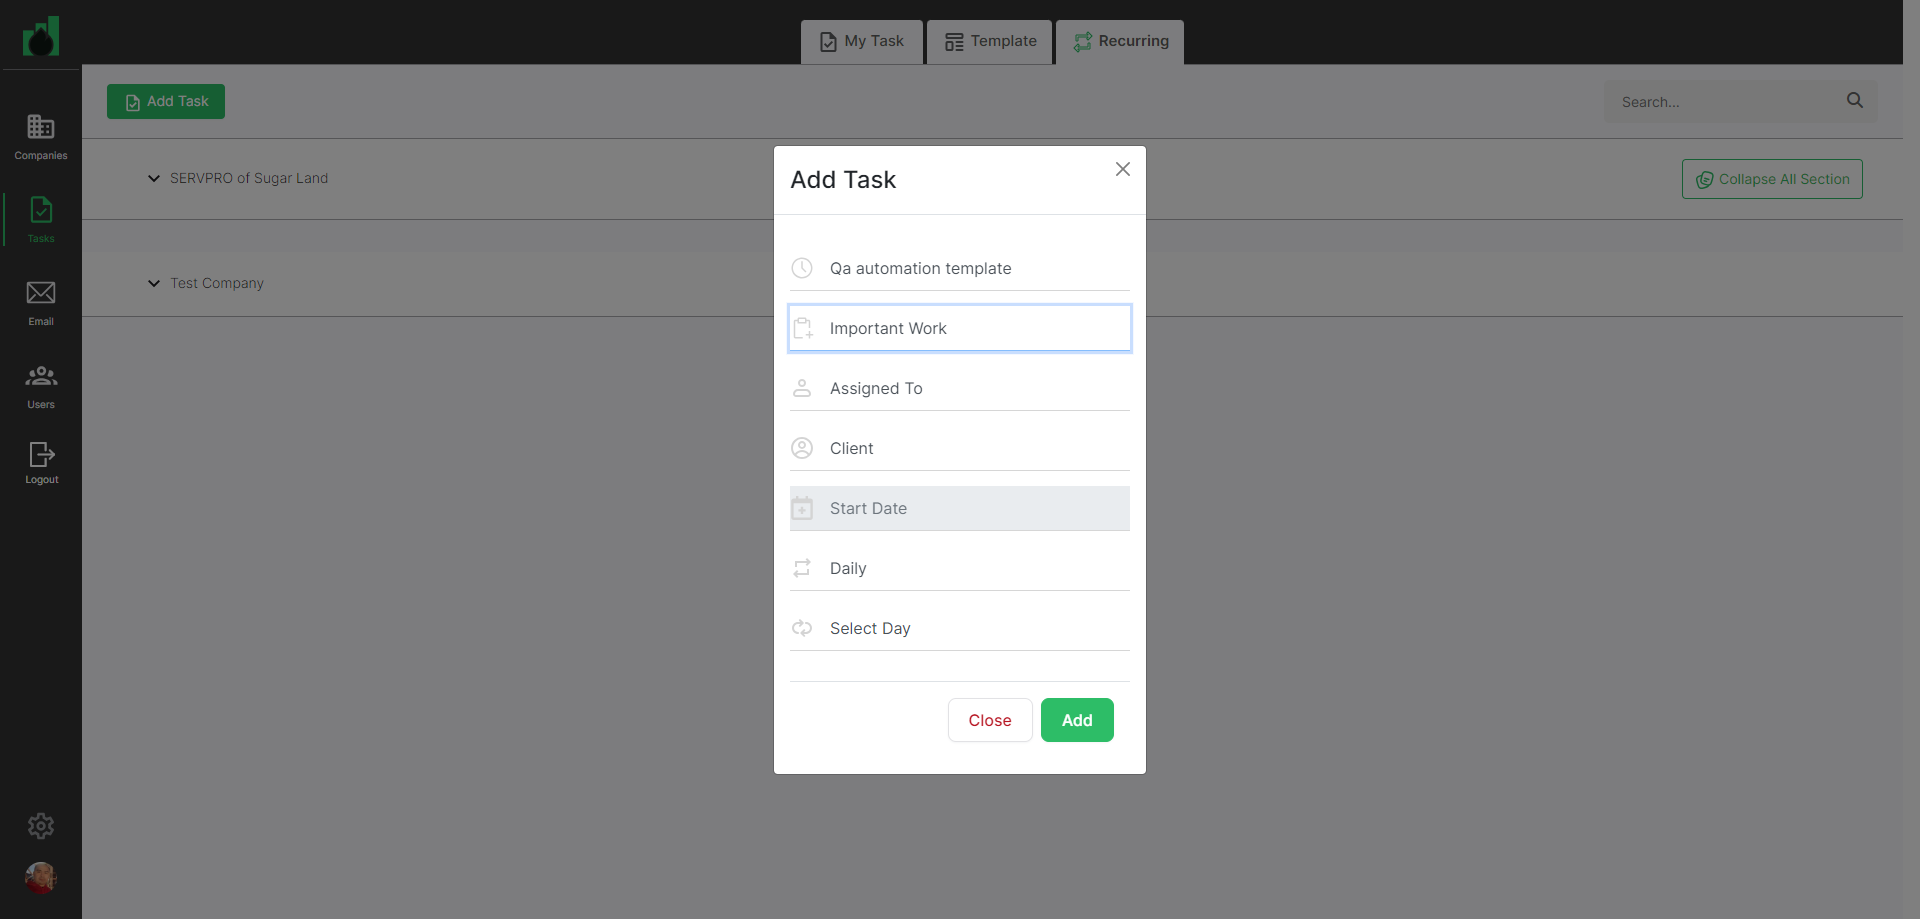 My Task
Template
Recurring
Add Task
Search...
Companies
SERVPRO of Sugar Land
Collapse All Section
Tasks
Test Company
Email
Users
Logout
Add Task
Qa automation template
Important Work
Assigned To
Client
Start Date
Daily
Select Day
Close
Add